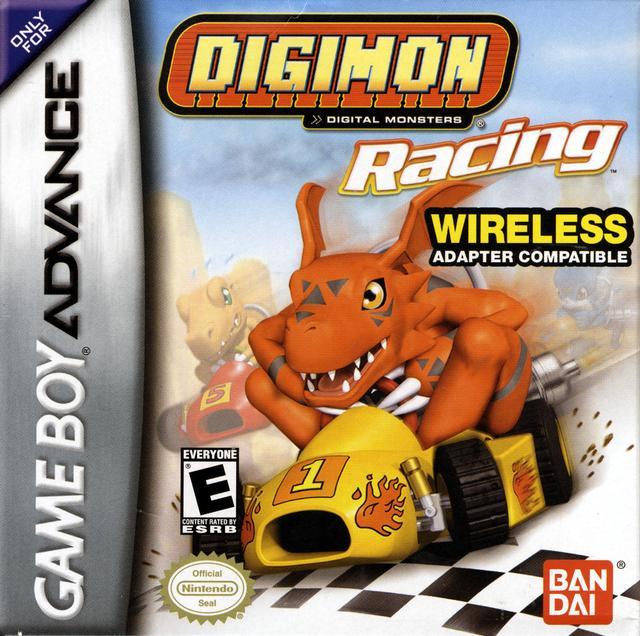 ONLY
FOR
GAME BOY ADVANCE
®
DIGIMON
DIGITAL MONSTERS
®
Racing
™
WIRELESS
ADAPTER COMPATIBLE
5
1
EVERYONE
®
E
CONTENT RATED BY
ESRB
Official
Nintendo
Seal
BAN
DAI
®